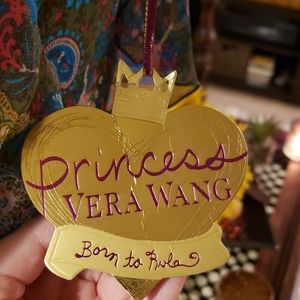 princess
VERA WANG
Born to Rule